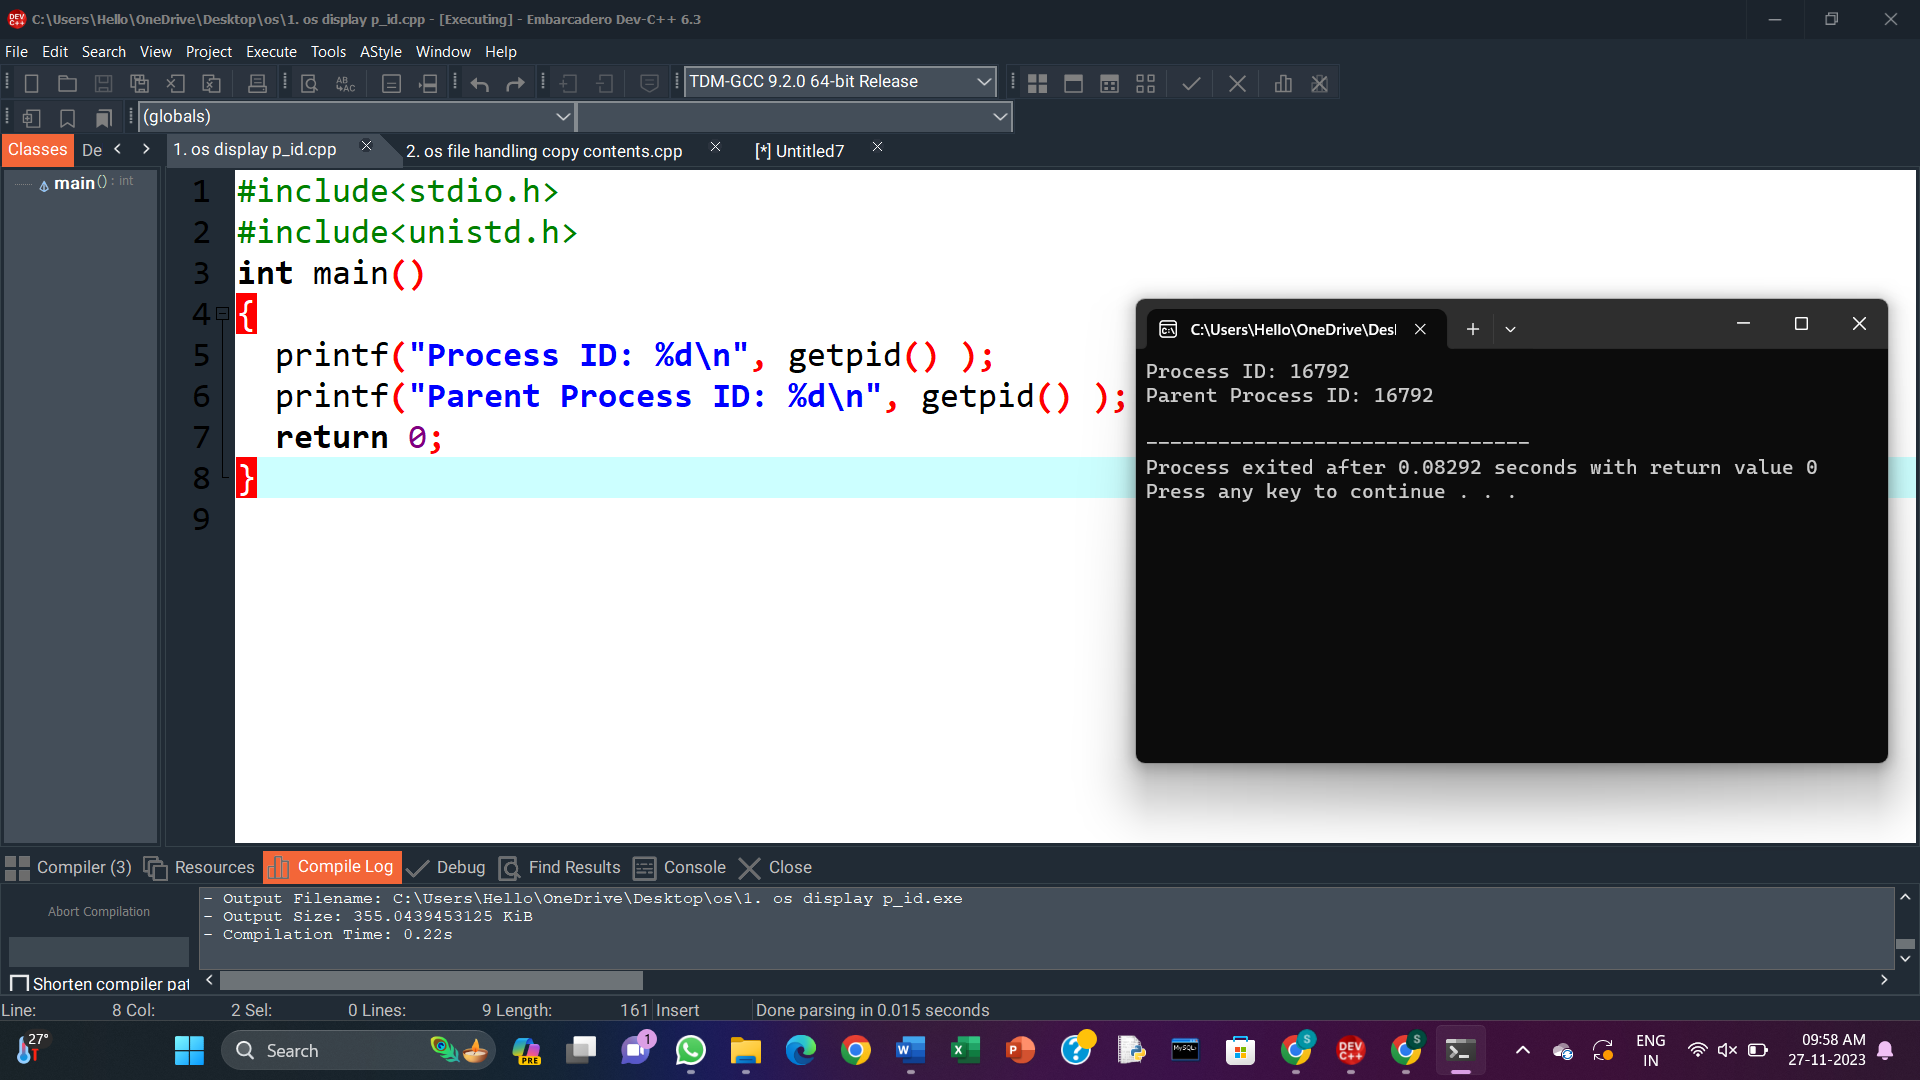 C:\Users\Hello\OneDrive\Desktop\os\1. os display p_id.cpp - [Executing] - Embarcadero Dev-C++ 6.3
File Edit Search View Project Execute Tools AStyle Window Help
TDM-GCC 9.2.0 64-bit Release
(globals)
Classes De 1. os display p_id.cpp 2. os file handling copy contents.cpp [*] Untitled7
main() : int
1 #include<stdio.h>
2 #include<unistd.h>
3 int main()
4 {
5 printf("Process ID: %d\n", getpid() );
6 printf("Parent Process ID: %d\n", getpid() );
7 return 0;
8 }
9
C:\Users\Hello\OneDrive\Des
Process ID: 16792
Parent Process ID: 16792
--------------------------------
Process exited after 0.08292 seconds with return value 0
Press any key to continue . . .
Compiler (3) Resources Compile Log Debug Find Results Console Close
Abort Compilation
- Output Filename: C:\Users\Hello\OneDrive\Desktop\os\1. os display p_id.exe
- Output Size: 355.0439453125 KiB
- Compilation Time: 0.22s
Shorten compiler pat
Line: 8 Col: 2 Sel: 0 Lines: 9 Length: 161 Insert Done parsing in 0.015 seconds
27°
Search
PRE
1
MySQL
S
DEV C++
S
ENG
IN
09:58 AM
27-11-2023